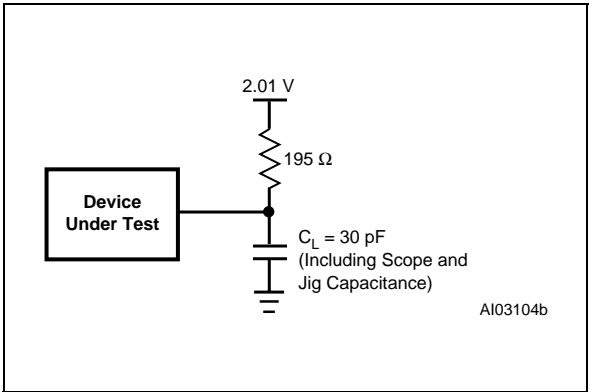 2.01 V
195 Ω
Device
Under Test
C_L = 30 pF
(Including Scope and
Jig Capacitance)
AI03104b